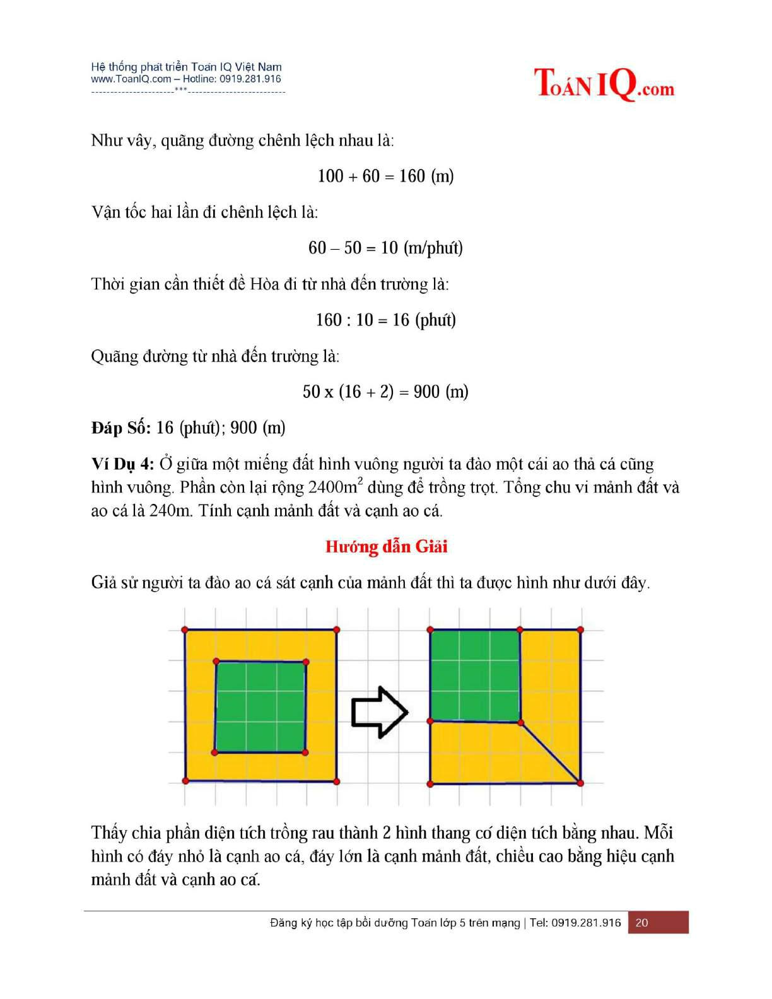 Hệ thống phát triển Toán IQ Việt Nam
www.ToanIQ.com – Hotline: 0919.281.916
----------------------***--------------------------
TOÁN IQ.com
Như vây, quãng đường chênh lệch nhau là:
100 + 60 = 160 (m)
Vận tốc hai lần đi chênh lệch là:
60 – 50 = 10 (m/phút)
Thời gian cần thiết để Hòa đi từ nhà đến trường là:
160 : 10 = 16 (phút)
Quãng đường từ nhà đến trường là:
50 x (16 + 2) = 900 (m)
Đáp Số: 16 (phút); 900 (m)
Ví Dụ 4: Ở giữa một miếng đất hình vuông người ta đào một cái ao thả cá cũng
hình vuông. Phần còn lại rộng 2400m² dùng để trồng trọt. Tổng chu vi mảnh đất và
ao cá là 240m. Tính cạnh mảnh đất và cạnh ao cá.
Hướng dẫn Giải
Giả sử người ta đào ao cá sát cạnh của mảnh đất thì ta được hình như dưới đây.
Thấy chia phần diện tích trồng rau thành 2 hình thang có diện tích bằng nhau. Mỗi
hình có đáy nhỏ là cạnh ao cá, đáy lớn là cạnh mảnh đất, chiều cao bằng hiệu cạnh
mảnh đất và cạnh ao cá.
Đăng ký học tập bồi dưỡng Toán lớp 5 trên mạng | Tel: 0919.281.916 20